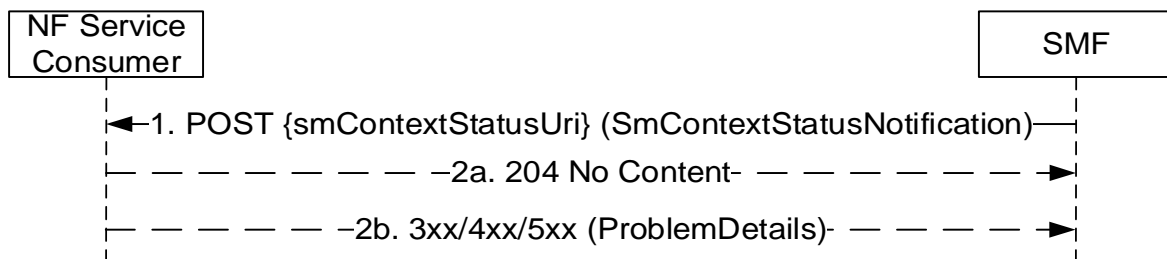 NF Service
Consumer
SMF
1. POST {smContextStatusUri} (SmContextStatusNotification)
2a. 204 No Content
2b. 3xx/4xx/5xx (ProblemDetails)